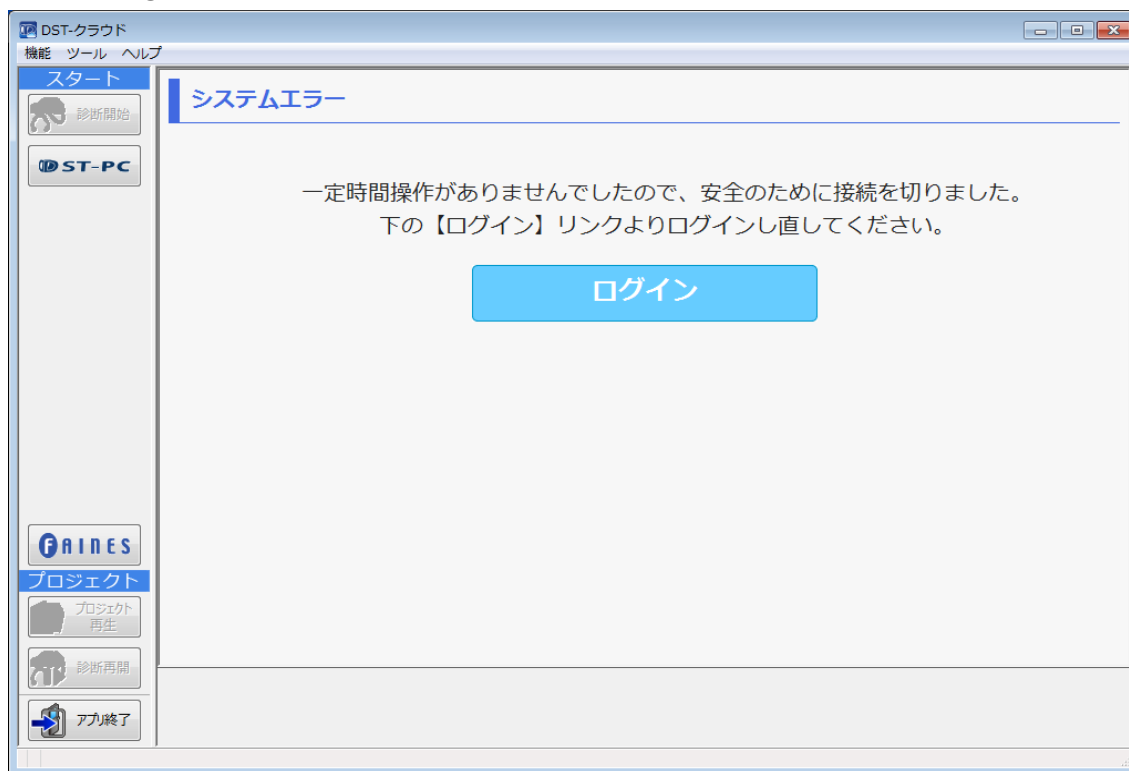 DST-クラウド
機能 ツール ヘルプ
スタート
診断開始
DST-PC
FAINES
プロジェクト
プロジェクト
再生
診断再開
アプリ終了
システムエラー
一定時間操作がありませんでしたので、安全のために接続を切りました。
下の【ログイン】リンクよりログインし直してください。
ログイン